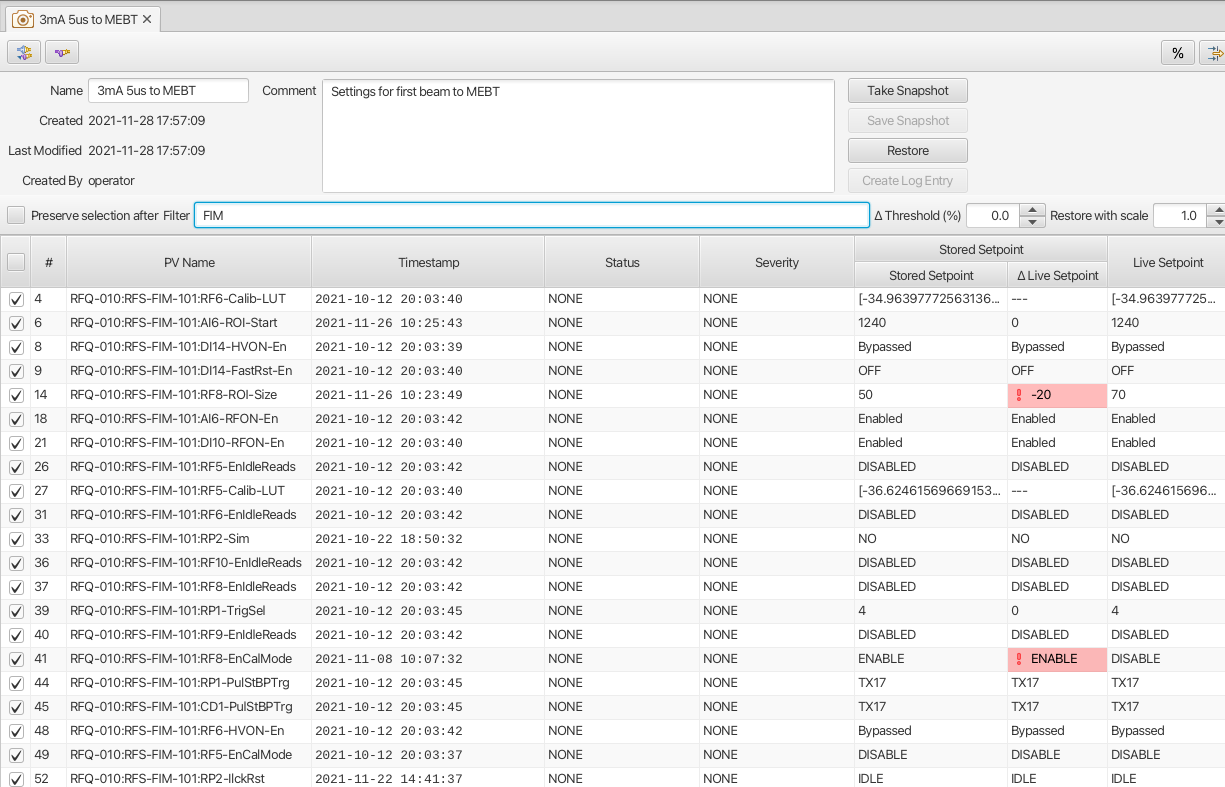 3mA 5us to MEBT
%
Name 3mA 5us to MEBT Comment Settings for first beam to MEBT Take Snapshot
Created 2021-11-28 17:57:09 Save Snapshot
Last Modified 2021-11-28 17:57:09 Restore
Created By operator Create Log Entry
Preserve selection after Filter FIM Δ Threshold (%) 0.0 Restore with scale 1.0
Stored Setpoint
# PV Name Timestamp Status Severity Live Setpoint
Stored Setpoint Δ Live Setpoint
4 RFQ-010:RFS-FIM-101:RF6-Calib-LUT 2021-10-12 20:03:40 NONE NONE [-34.96397772563136... --- [-34.963977725...
6 RFQ-010:RFS-FIM-101:AI6-ROI-Start 2021-11-26 10:25:43 NONE NONE 1240 0 1240
8 RFQ-010:RFS-FIM-101:DI14-HVON-En 2021-10-12 20:03:39 NONE NONE Bypassed Bypassed Bypassed
9 RFQ-010:RFS-FIM-101:DI14-FastRst-En 2021-10-12 20:03:40 NONE NONE OFF OFF OFF
14 RFQ-010:RFS-FIM-101:RF8-ROI-Size 2021-11-26 10:23:49 NONE NONE 50 -20 70
18 RFQ-010:RFS-FIM-101:AI6-RFON-En 2021-10-12 20:03:40 NONE NONE Enabled Enabled Enabled
21 RFQ-010:RFS-FIM-101:DI10-RFON-En 2021-10-12 20:03:40 NONE NONE Enabled Enabled Enabled
26 RFQ-010:RFS-FIM-101:RF5-EnIdleReads 2021-10-12 20:03:42 NONE NONE DISABLED DISABLED DISABLED
27 RFQ-010:RFS-FIM-101:RF5-Calib-LUT 2021-10-12 20:03:40 NONE NONE [-36.62461569669153... --- [-36.624615696...
31 RFQ-010:RFS-FIM-101:RF6-EnIdleReads 2021-10-12 20:03:42 NONE NONE DISABLED DISABLED DISABLED
33 RFQ-010:RFS-FIM-101:RP2-Sim 2021-10-22 18:50:32 NONE NONE NO NO NO
36 RFQ-010:RFS-FIM-101:RF10-EnIdleReads 2021-10-12 20:03:42 NONE NONE DISABLED DISABLED DISABLED
37 RFQ-010:RFS-FIM-101:RF8-EnIdleReads 2021-10-12 20:03:42 NONE NONE DISABLED DISABLED DISABLED
39 RFQ-010:RFS-FIM-101:RP1-TrigSel 2021-10-12 20:03:45 NONE NONE 4 0 4
40 RFQ-010:RFS-FIM-101:RF9-EnIdleReads 2021-10-12 20:03:42 NONE NONE DISABLED DISABLED DISABLED
41 RFQ-010:RFS-FIM-101:RF8-EnCalMode 2021-11-08 10:07:32 NONE NONE ENABLE ENABLE DISABLE
44 RFQ-010:RFS-FIM-101:RP1-PulStBPTrg 2021-10-12 20:03:45 NONE NONE TX17 TX17 TX17
45 RFQ-010:RFS-FIM-101:CD1-PulStBPTrg 2021-10-12 20:03:45 NONE NONE TX17 TX17 TX17
48 RFQ-010:RFS-FIM-101:RF6-HVON-En 2021-10-12 20:03:40 NONE NONE Bypassed Bypassed Bypassed
49 RFQ-010:RFS-FIM-101:RF5-EnCalMode 2021-10-12 20:03:37 NONE NONE DISABLE DISABLE DISABLE
52 RFQ-010:RFS-FIM-101:RP2-IlckRst 2021-11-22 14:41:37 NONE NONE IDLE IDLE IDLE